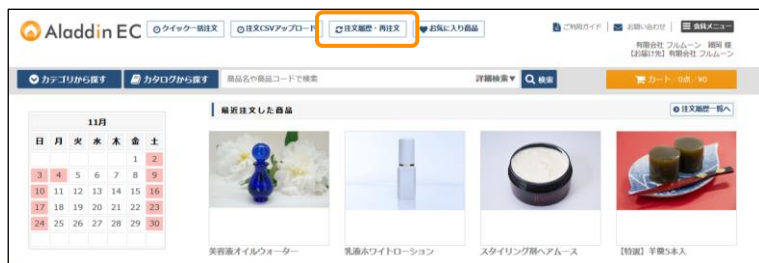 Aladdin EC
クイック一括注文
注文CSVアップロード
注文履歴・再注文
お気に入り商品
ご利用ガイド
お問い合わせ
会員メニュー
有限会社 フルムーン
様
【お届け先】有限会社 フルムーン
カテゴリから探す
カタログから探す
商品名や商品コードで検索
詳細検索▼
検索
カート／0点／¥0
11月
日 月 火 水 木 金 土
1 2
3 4 5 6 7 8 9
10 11 12 13 14 15 16
17 18 19 20 21 22 23
24 25 26 27 28 29 30
最近注文した商品
注文履歴一覧へ
美容液オイルウォーター
乳液ホワイトローション
スタイリング剤ヘアムース
【特選】羊羹5本入